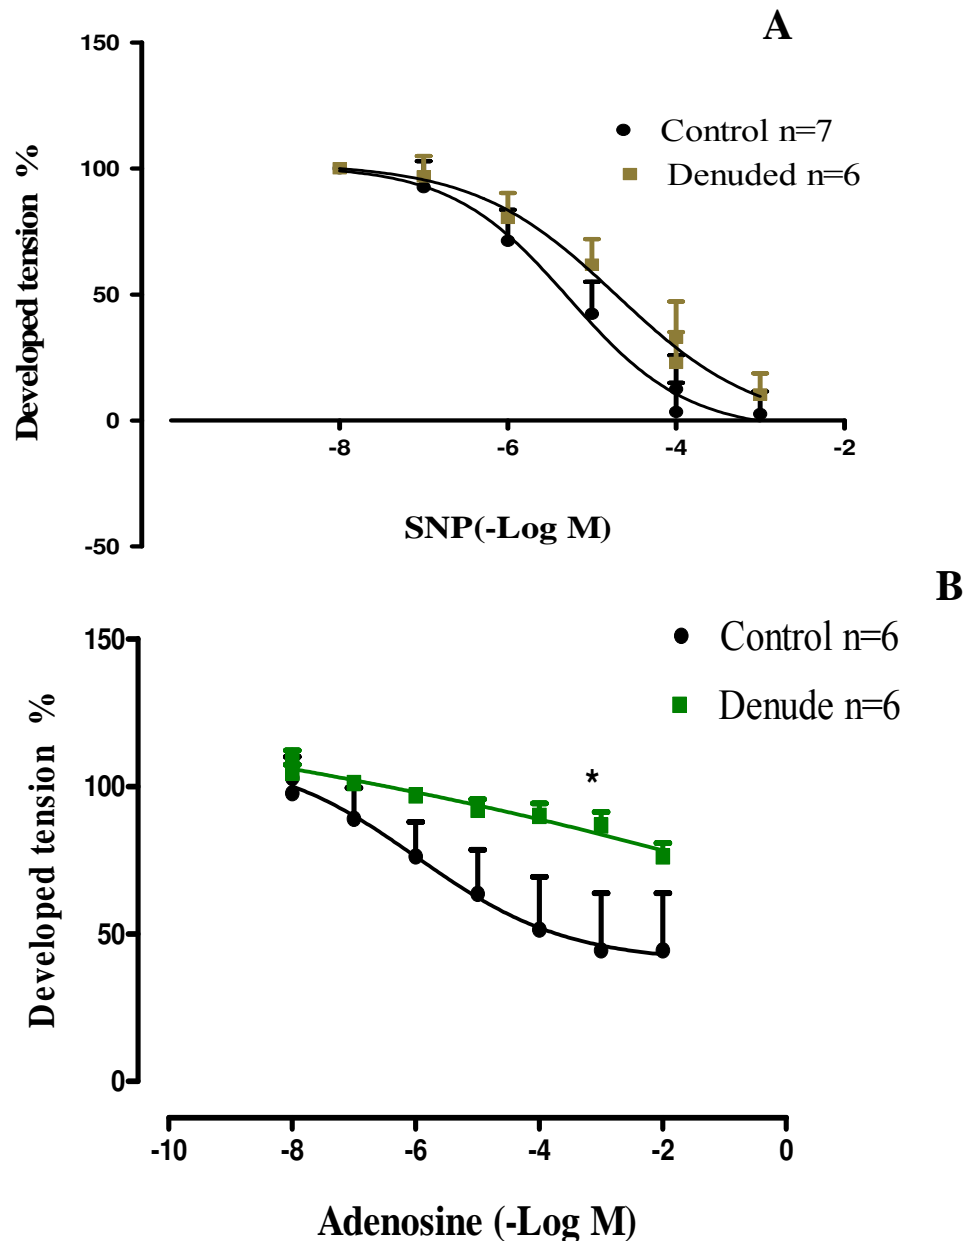 A
150
Control n=7
Denuded n=6
100
50
0
-50
Developed tension %
-8
-6
-4
-2
SNP(-Log M)
B
150
Control n=6
Denude n=6
*
100
50
0
Developed tension %
-10
-8
-6
-4
-2
0
Adenosine (-Log M)